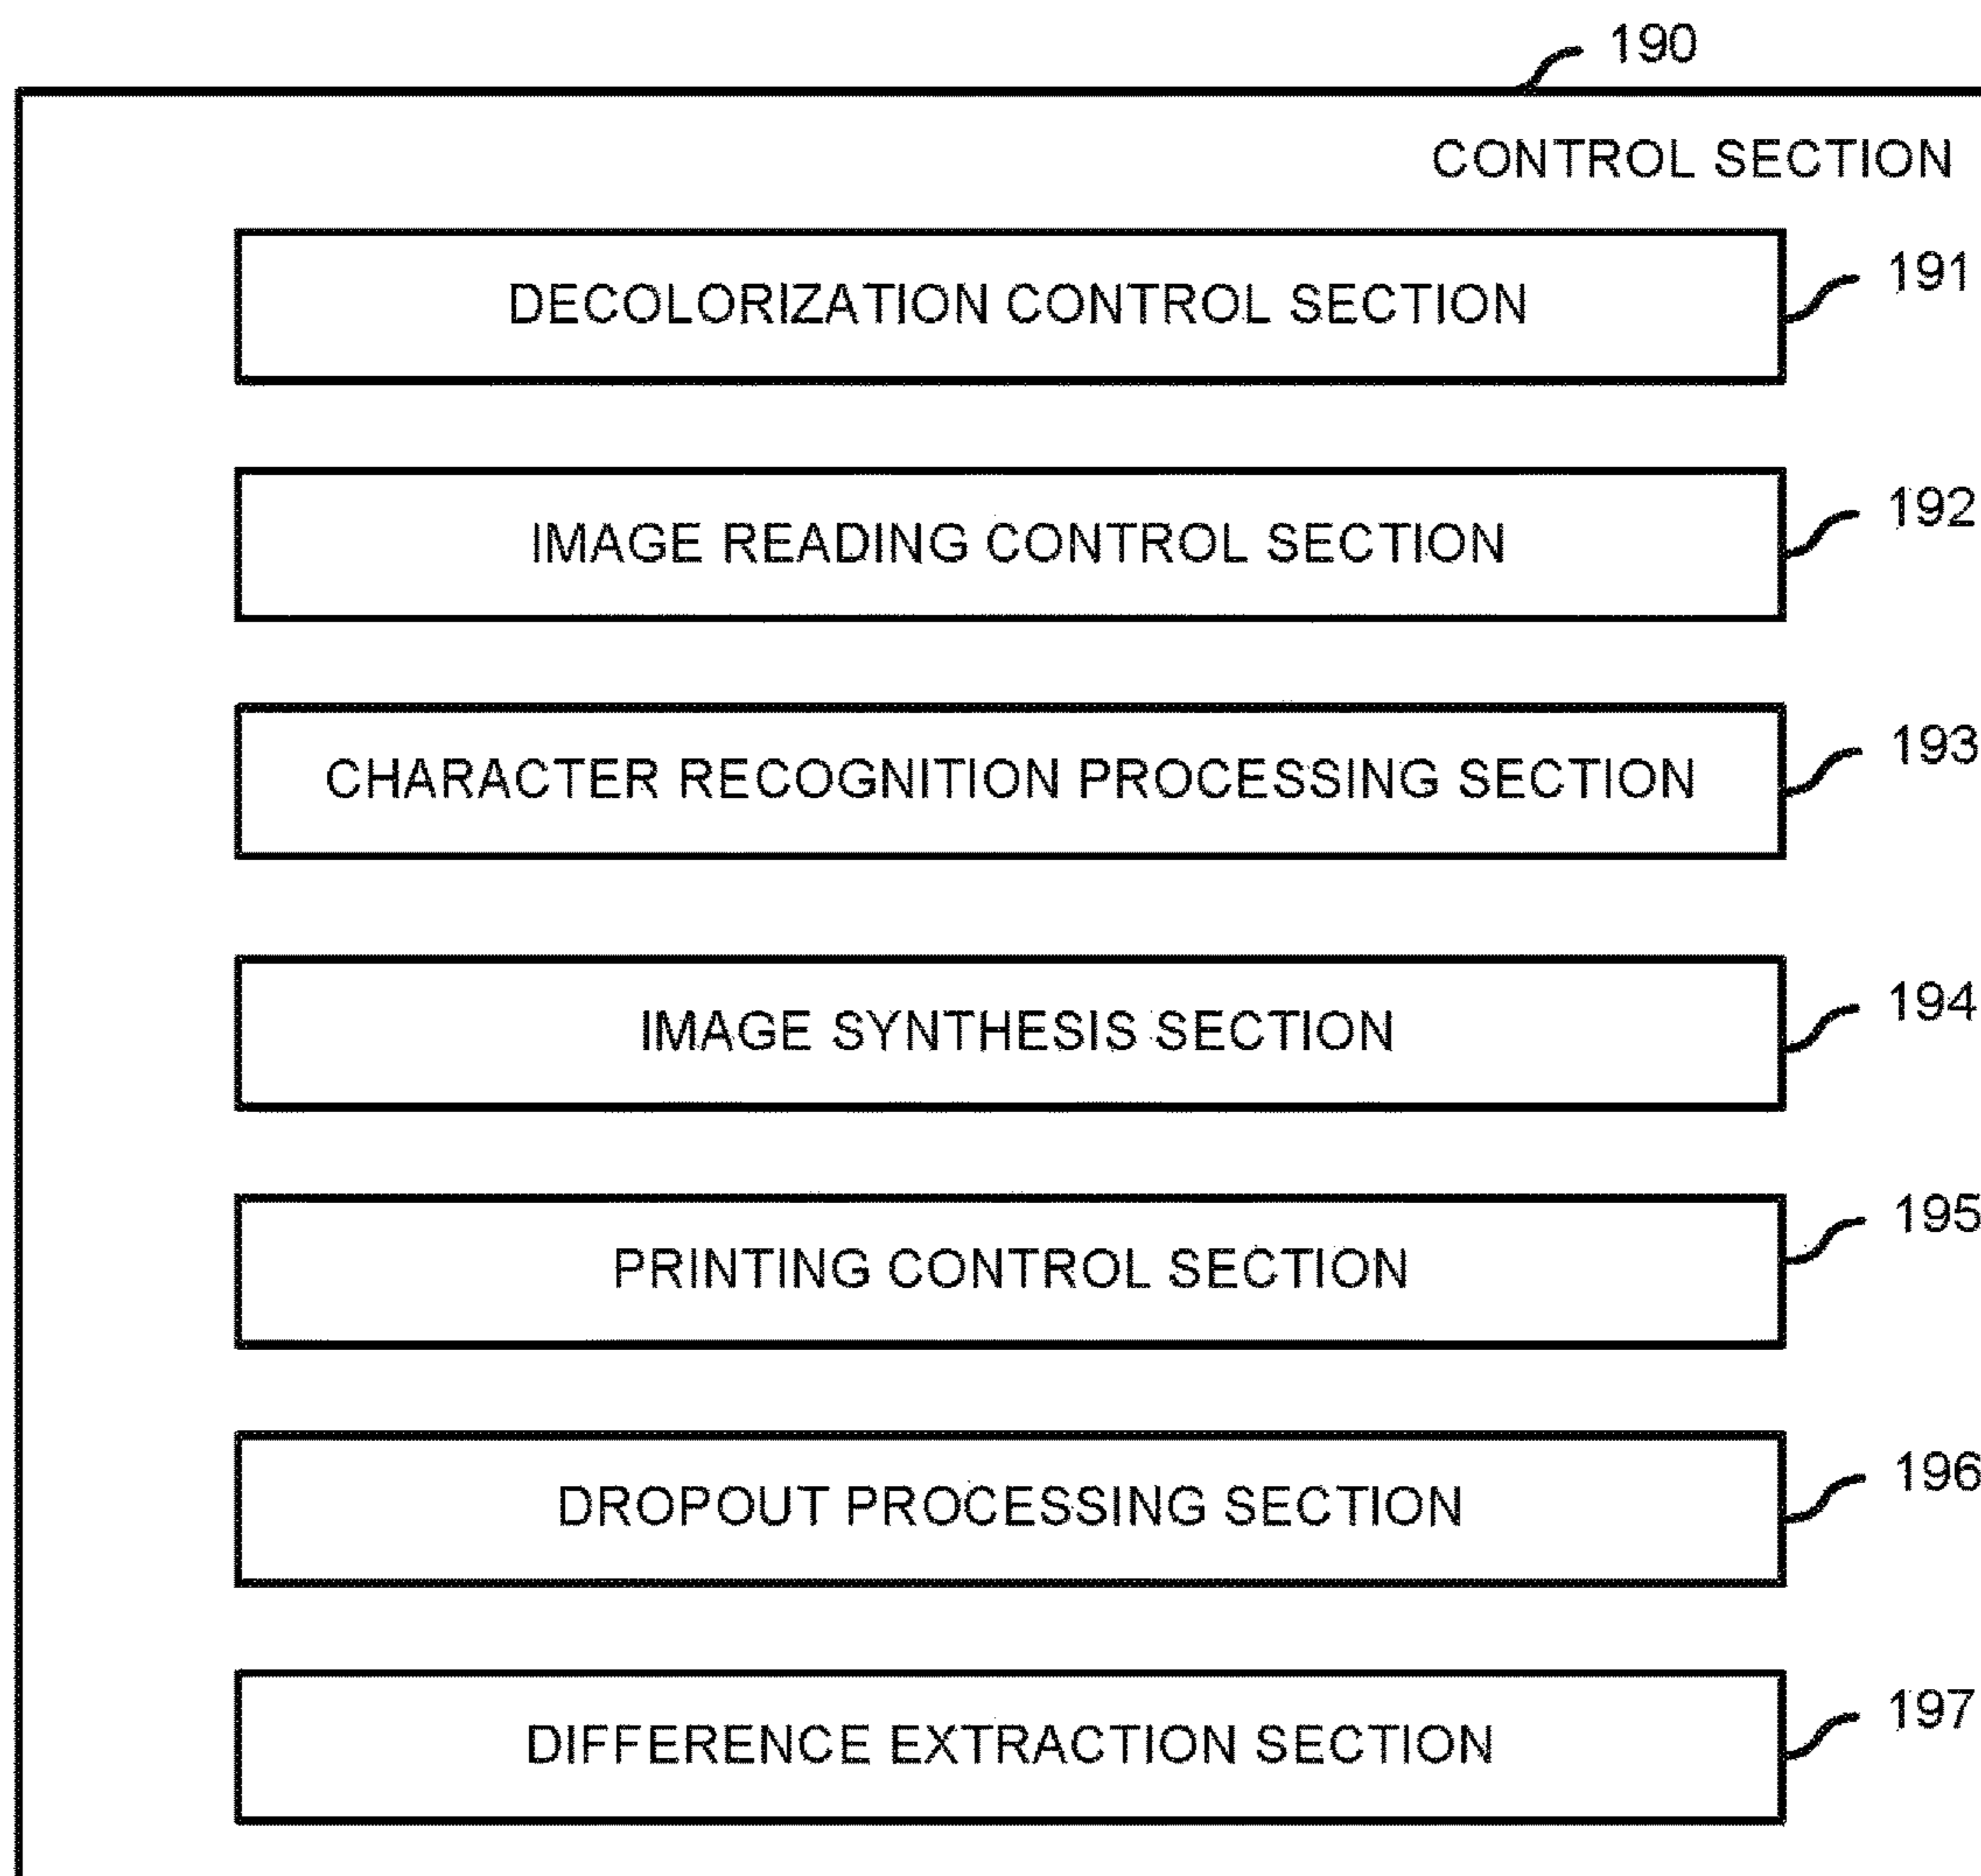 190
CONTROL SECTION
DECOLORIZATION CONTROL SECTION
191
IMAGE READING CONTROL SECTION
192
CHARACTER RECOGNITION PROCESSING SECTION
193
IMAGE SYNTHESIS SECTION
194
PRINTING CONTROL SECTION
195
DROPOUT PROCESSING SECTION
196
DIFFERENCE EXTRACTION SECTION
197